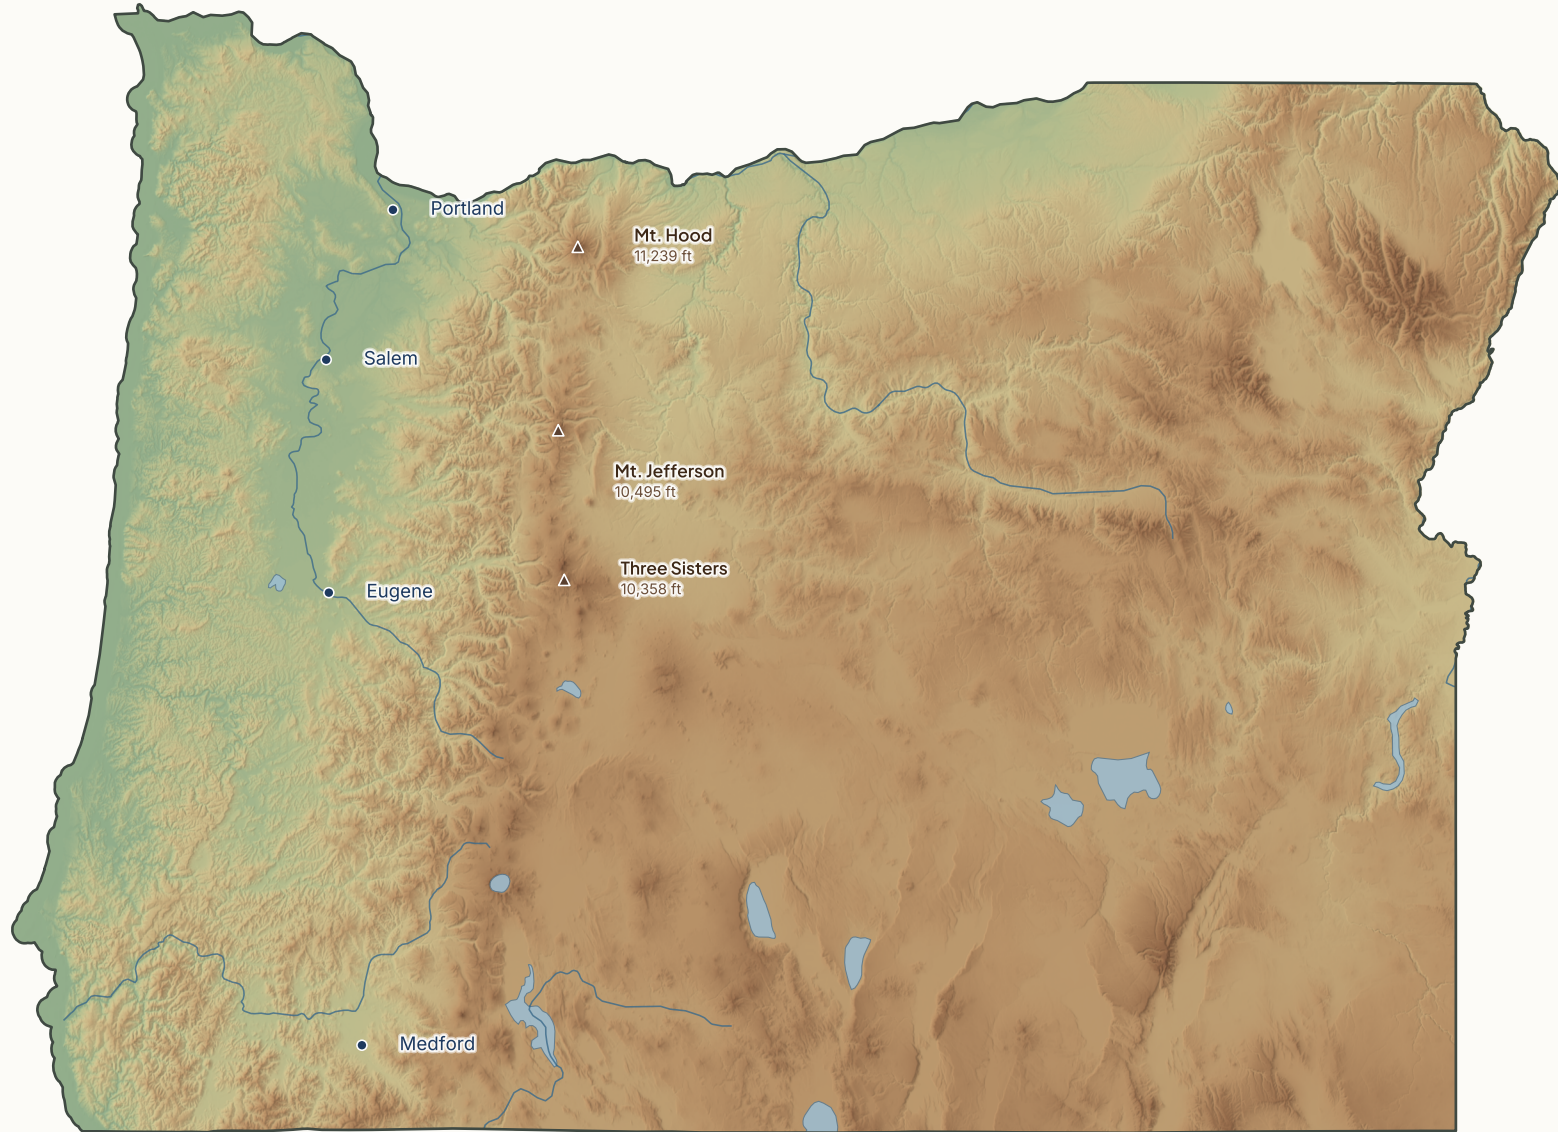 Portland
Mt. Hood
11,239 ft
Salem
Mt. Jefferson
10,495 ft
Three Sisters
10,358 ft
Eugene
Medford